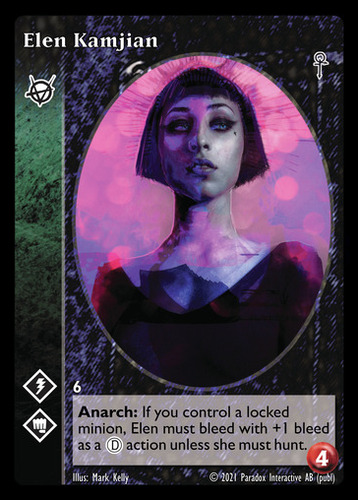 Elen Kamjian
6
Anarch: If you control a locked
minion, Elen must bleed with +1 bleed
as a Ⓓ action unless she must hunt.
4
Illus: Mark Kelly © 2021 Paradox Interactive AB (publ)